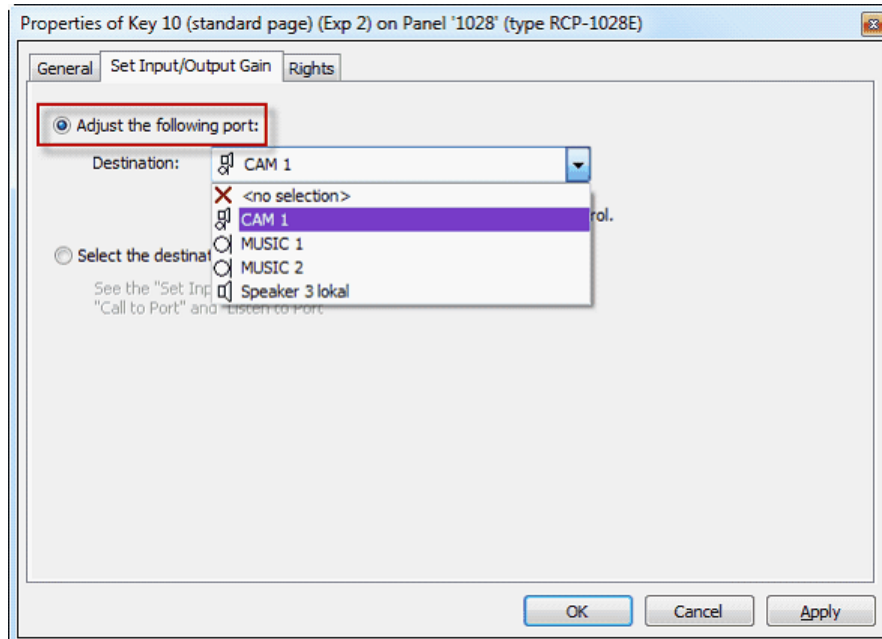 Properties of Key 10 (standard page) (Exp 2) on Panel '1028' (type RCP-1028E)
General Set Input/Output Gain Rights
Adjust the following port:
Destination: CAM 1
<no selection>
CAM 1
rol.
MUSIC 1
Select the destinat
MUSIC 2
See the "Set Inp
Speaker 3 lokal
"Call to Port" and "Listen to Port"
OK Cancel Apply